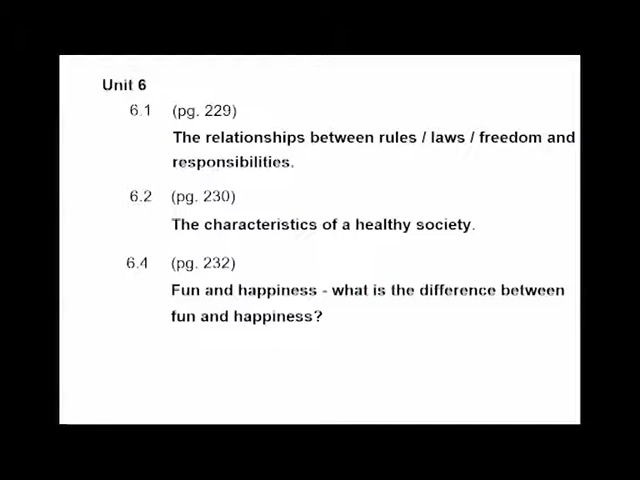 Unit 6
6.1 (pg. 229)
The relationships between rules / laws / freedom and
responsibilities.
6.2 (pg. 230)
The characteristics of a healthy society.
6.4 (pg. 232)
Fun and happiness - what is the difference between
fun and happiness?